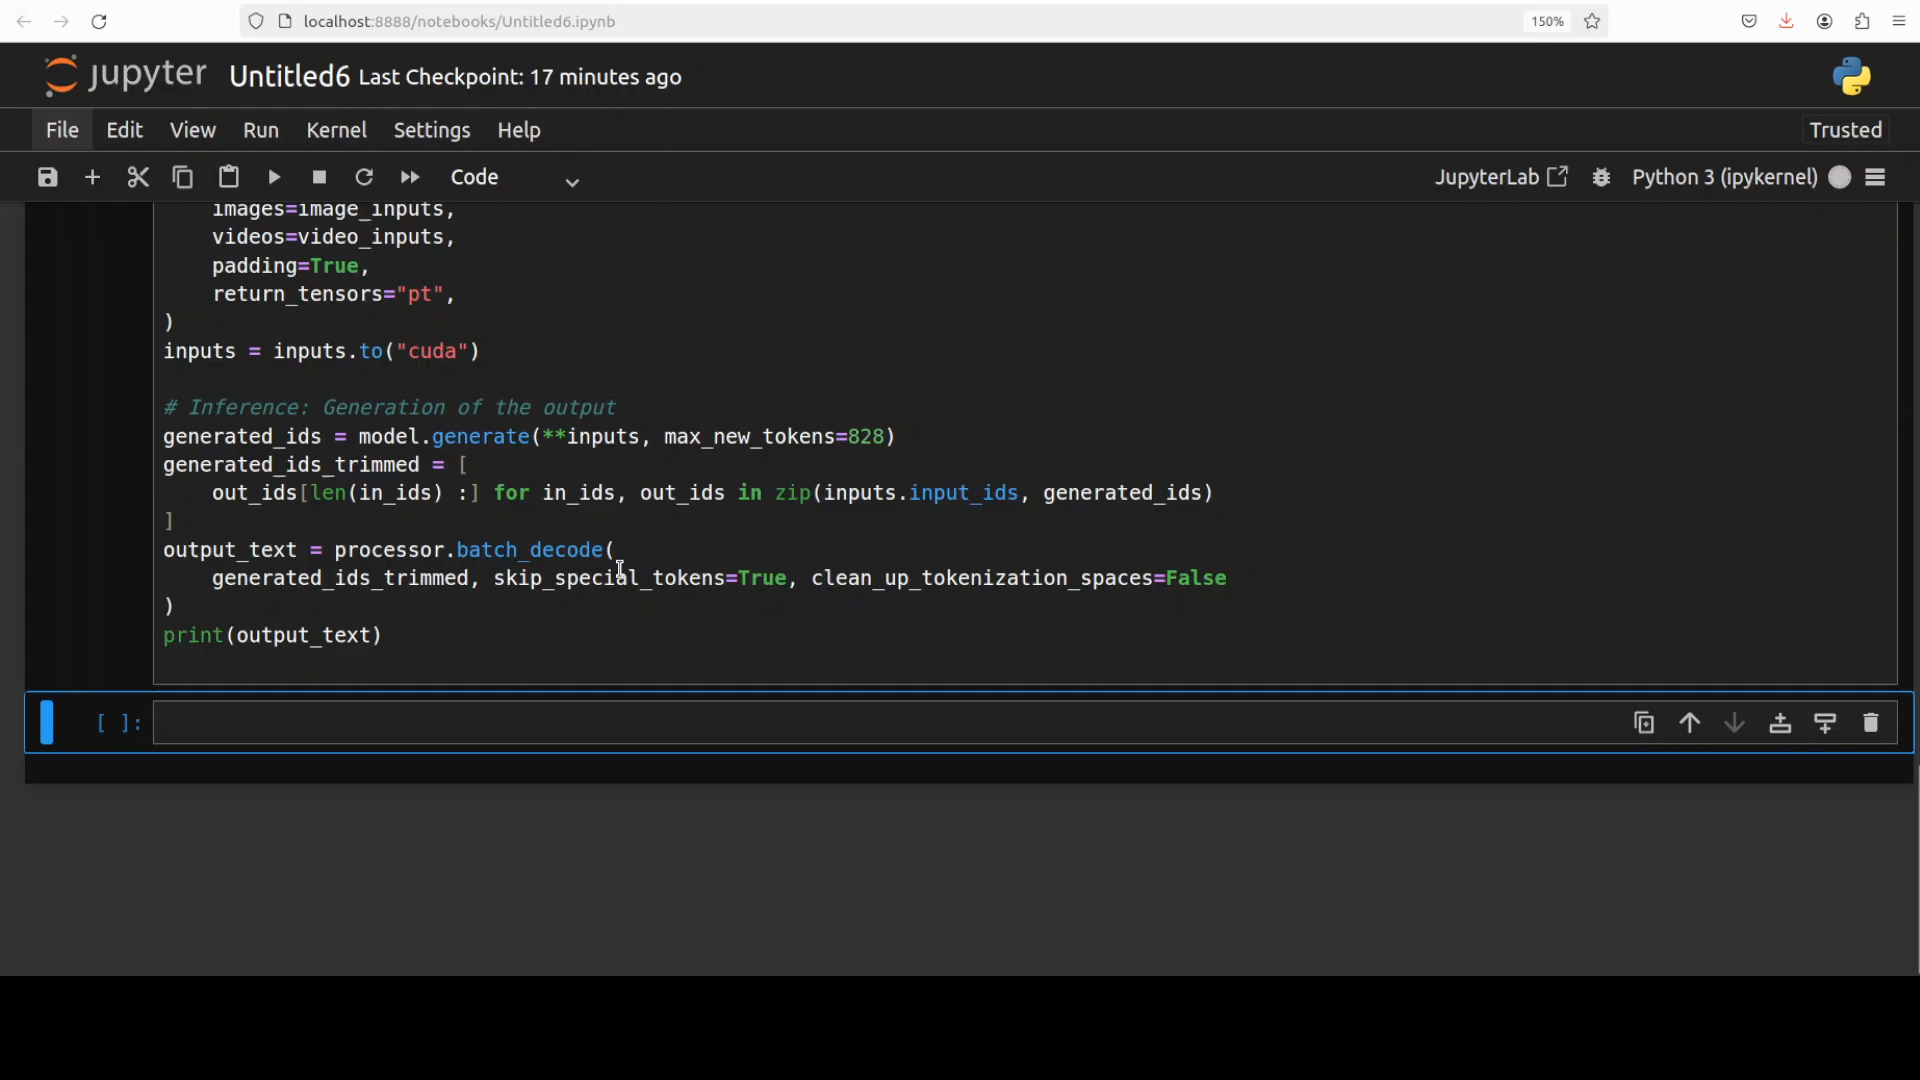 localhost:8888/notebooks/Untitled6.ipynb
150%
jupyter Untitled6 Last Checkpoint: 17 minutes ago
File Edit View Run Kernel Settings Help Trusted
Code JupyterLab Python 3 (ipykernel)
images=image_inputs,
videos=video_inputs,
padding=True,
return_tensors="pt",
)
inputs = inputs.to("cuda")
# Inference: Generation of the output
generated_ids = model.generate(**inputs, max_new_tokens=828)
generated_ids_trimmed = [
out_ids[len(in_ids) :] for in_ids, out_ids in zip(inputs.input_ids, generated_ids)
]
output_text = processor.batch_decode(
generated_ids_trimmed, skip_special_tokens=True, clean_up_tokenization_spaces=False
)
print(output_text)
[ ]: